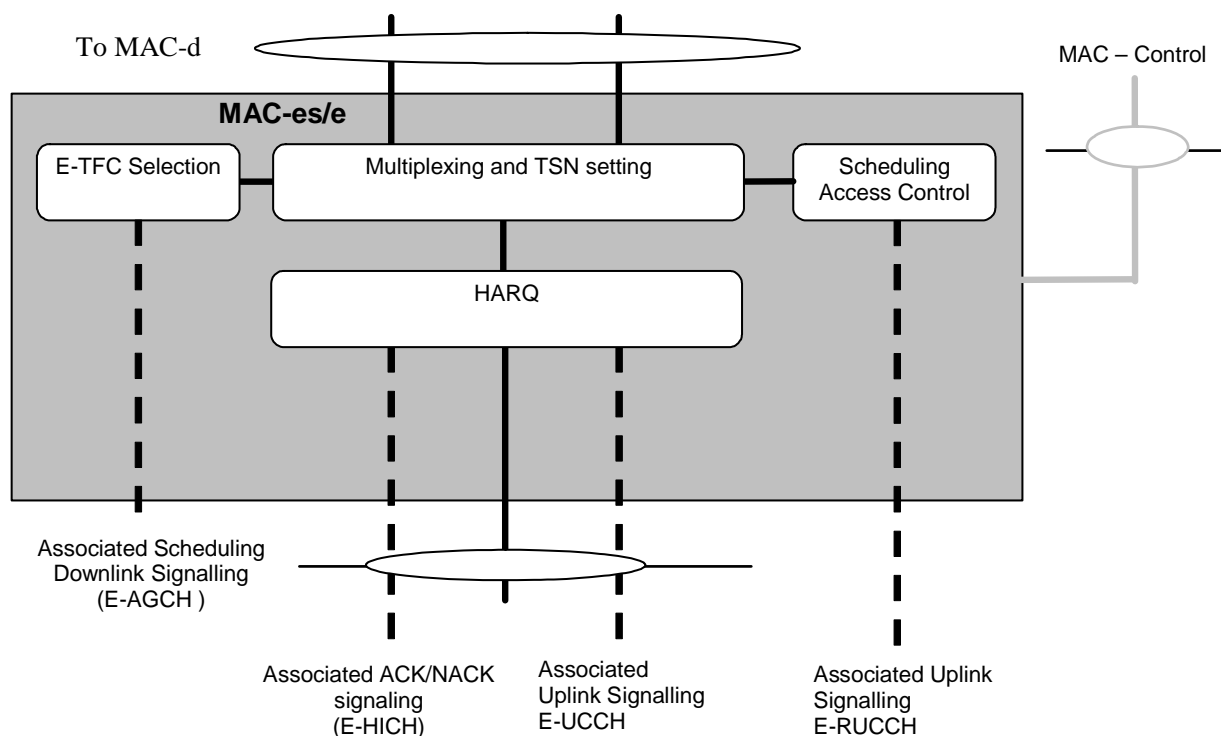 To MAC-d
MAC – Control
MAC-es/e
E-TFC Selection
Multiplexing and TSN setting
Scheduling
Access Control
HARQ
Associated Scheduling
Downlink Signalling
(E-AGCH )
Associated ACK/NACK
signaling
(E-HICH)
Associated
Uplink Signalling
E-UCCH
Associated Uplink
Signalling
E-RUCCH